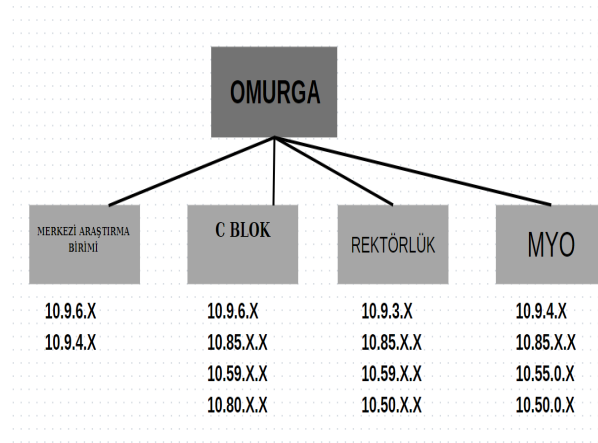 OMURGA
MERKEZİ ARAŞTIRMA
BİRİMİ
C BLOK
REKTÖRLÜK
MYO
10.9.6.X
10.9.4.X
10.9.6.X
10.85.X.X
10.59.X.X
10.80.X.X
10.9.3.X
10.85.X.X
10.59.X.X
10.50.X.X
10.9.4.X
10.85.X.X
10.55.0.X
10.50.0.X